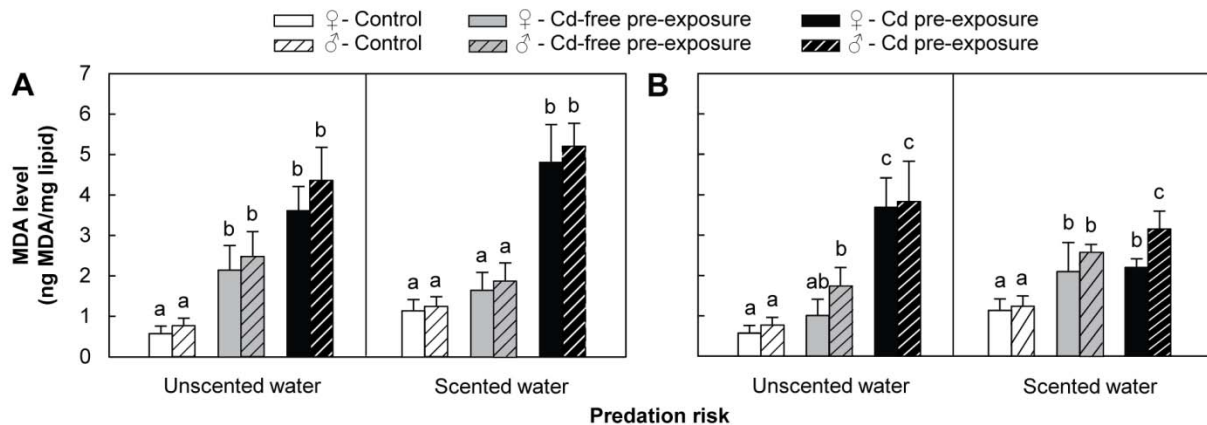 ♀ - Control ♀ - Cd-free pre-exposure ♀ - Cd pre-exposure
♂ - Control ♂ - Cd-free pre-exposure ♂ - Cd pre-exposure
A
B
MDA level
(ng MDA/mg lipid)
7
6
5
4
3
2
1
0
a a b b b b
a a a a b b
a a ab b c c
a a b b b c
Unscented water Scented water Unscented water Scented water
Predation risk